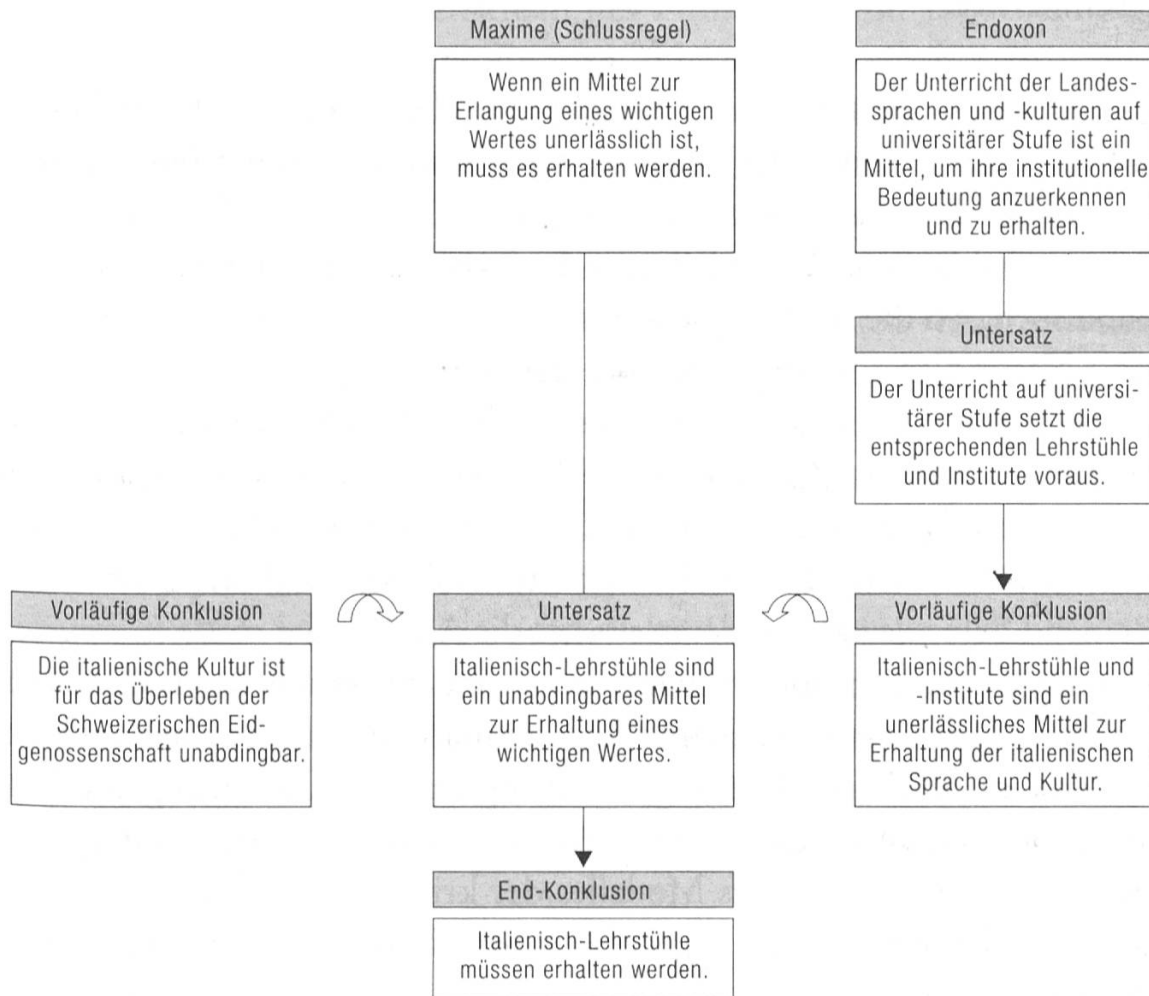 Maxime (Schlussregel)
Wenn ein Mittel zur
Erlangung eines wichtigen
Wertes unerlässlich ist,
muss es erhalten werden.
Endoxon
Der Unterricht der Landes-
sprachen und -kulturen auf
universitärer Stufe ist ein
Mittel, um ihre institutionelle
Bedeutung anzuerkennen
und zu erhalten.
Untersatz
Der Unterricht auf universi-
tärer Stufe setzt die
entsprechenden Lehrstühle
und Institute voraus.
Vorläufige Konklusion
Die italienische Kultur ist
für das Überleben der
Schweizerischen Eid-
genossenschaft unabdingbar.
Untersatz
Italienisch-Lehrstühle sind
ein unabdingbares Mittel
zur Erhaltung eines
wichtigen Wertes.
Vorläufige Konklusion
Italienisch-Lehrstühle und
-Institute sind ein
unerlässliches Mittel zur
Erhaltung der italienischen
Sprache und Kultur.
End-Konklusion
Italienisch-Lehrstühle
müssen erhalten werden.